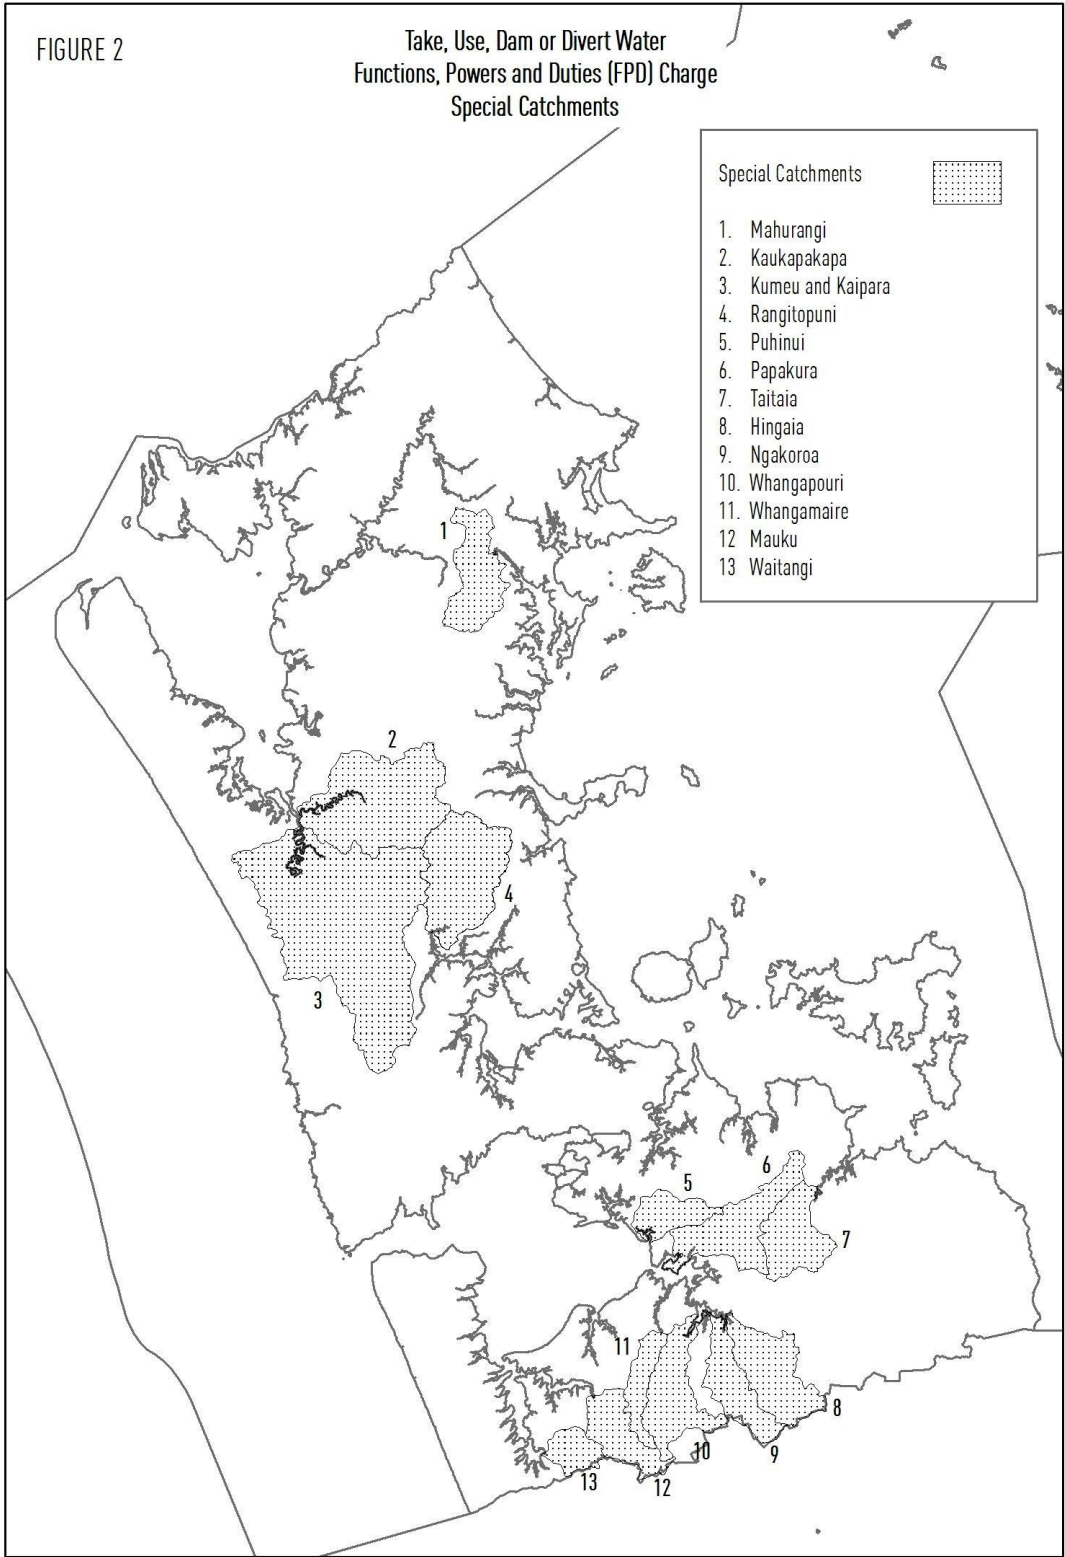 FIGURE 2
Take, Use, Dam or Divert Water
Functions, Powers and Duties (FPD) Charge
Special Catchments
Special Catchments
1. Mahurangi
2. Kaukapakapa
3. Kumeu and Kaipara
4. Rangitopuni
5. Puhinui
6. Papakura
7. Taitaia
8. Hingaia
9. Ngakoroa
10. Whangapouri
11. Whangamaire
12 Mauku
13 Waitangi
1
2
4
3
6
5
7
11
8
10
9
13
12